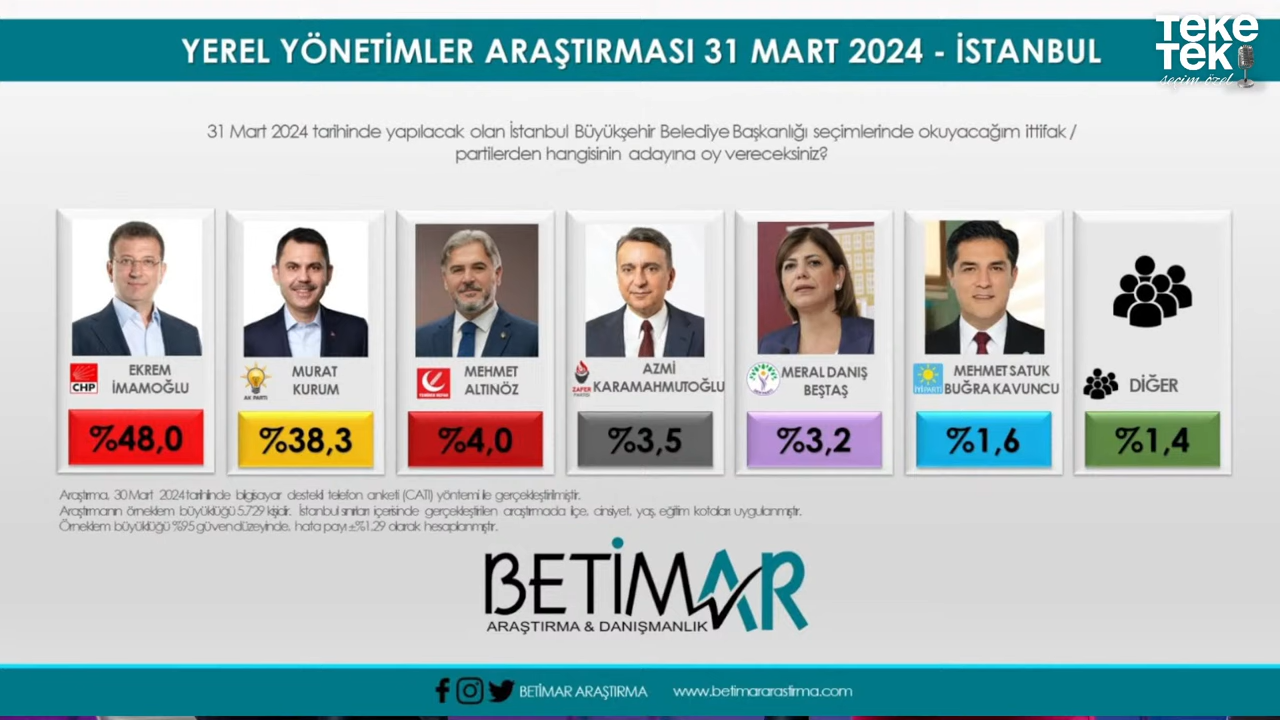 TEKE
TEK
seçim özel
YEREL YÖNETİMLER ARAŞTIRMASI 31 MART 2024 - İSTANBUL
31 Mart 2024 tarihinde yapılacak olan İstanbul Büyükşehir Belediye Başkanlığı seçimlerinde okuyacağım ittifak /
partilerden hangisinin adayına oy vereceksiniz?
CHP
EKREM
İMAMOĞLU
%48,0
AK PARTİ
MURAT
KURUM
%38,3
YENİDEN REFAH
MEHMET
ALTINÖZ
%4,0
ZAFER
PARTİSİ
AZMİ
KARAMAHMUTOĞLU
%3,5
MERAL DANIŞ
BEŞTAŞ
%3,2
İYİ PARTİ
MEHMET SATUK
BUĞRA KAVUNCU
%1,6
DİĞER
%1,4
Araştırma, 30 Mart 2024 tarihinde bilgisayar destekli telefon anketi (CATI) yöntemi ile gerçekleştirilmiştir.
Araştırmanın örneklem büyüklüğü 5.729 kişidir. İstanbul sınırları içerisinde gerçekleştirilen araştırmada ilçe, cinsiyet, yaş, eğitim kotaları uygulanmıştır.
Örneklem büyüklüğü %95 güven düzeyinde, hata payı ±%1.29 olarak hesaplanmıştır.
BETİMAR
ARAŞTIRMA & DANIŞMANLIK
BETİMAR ARAŞTIRMA www.betimararastirma.com